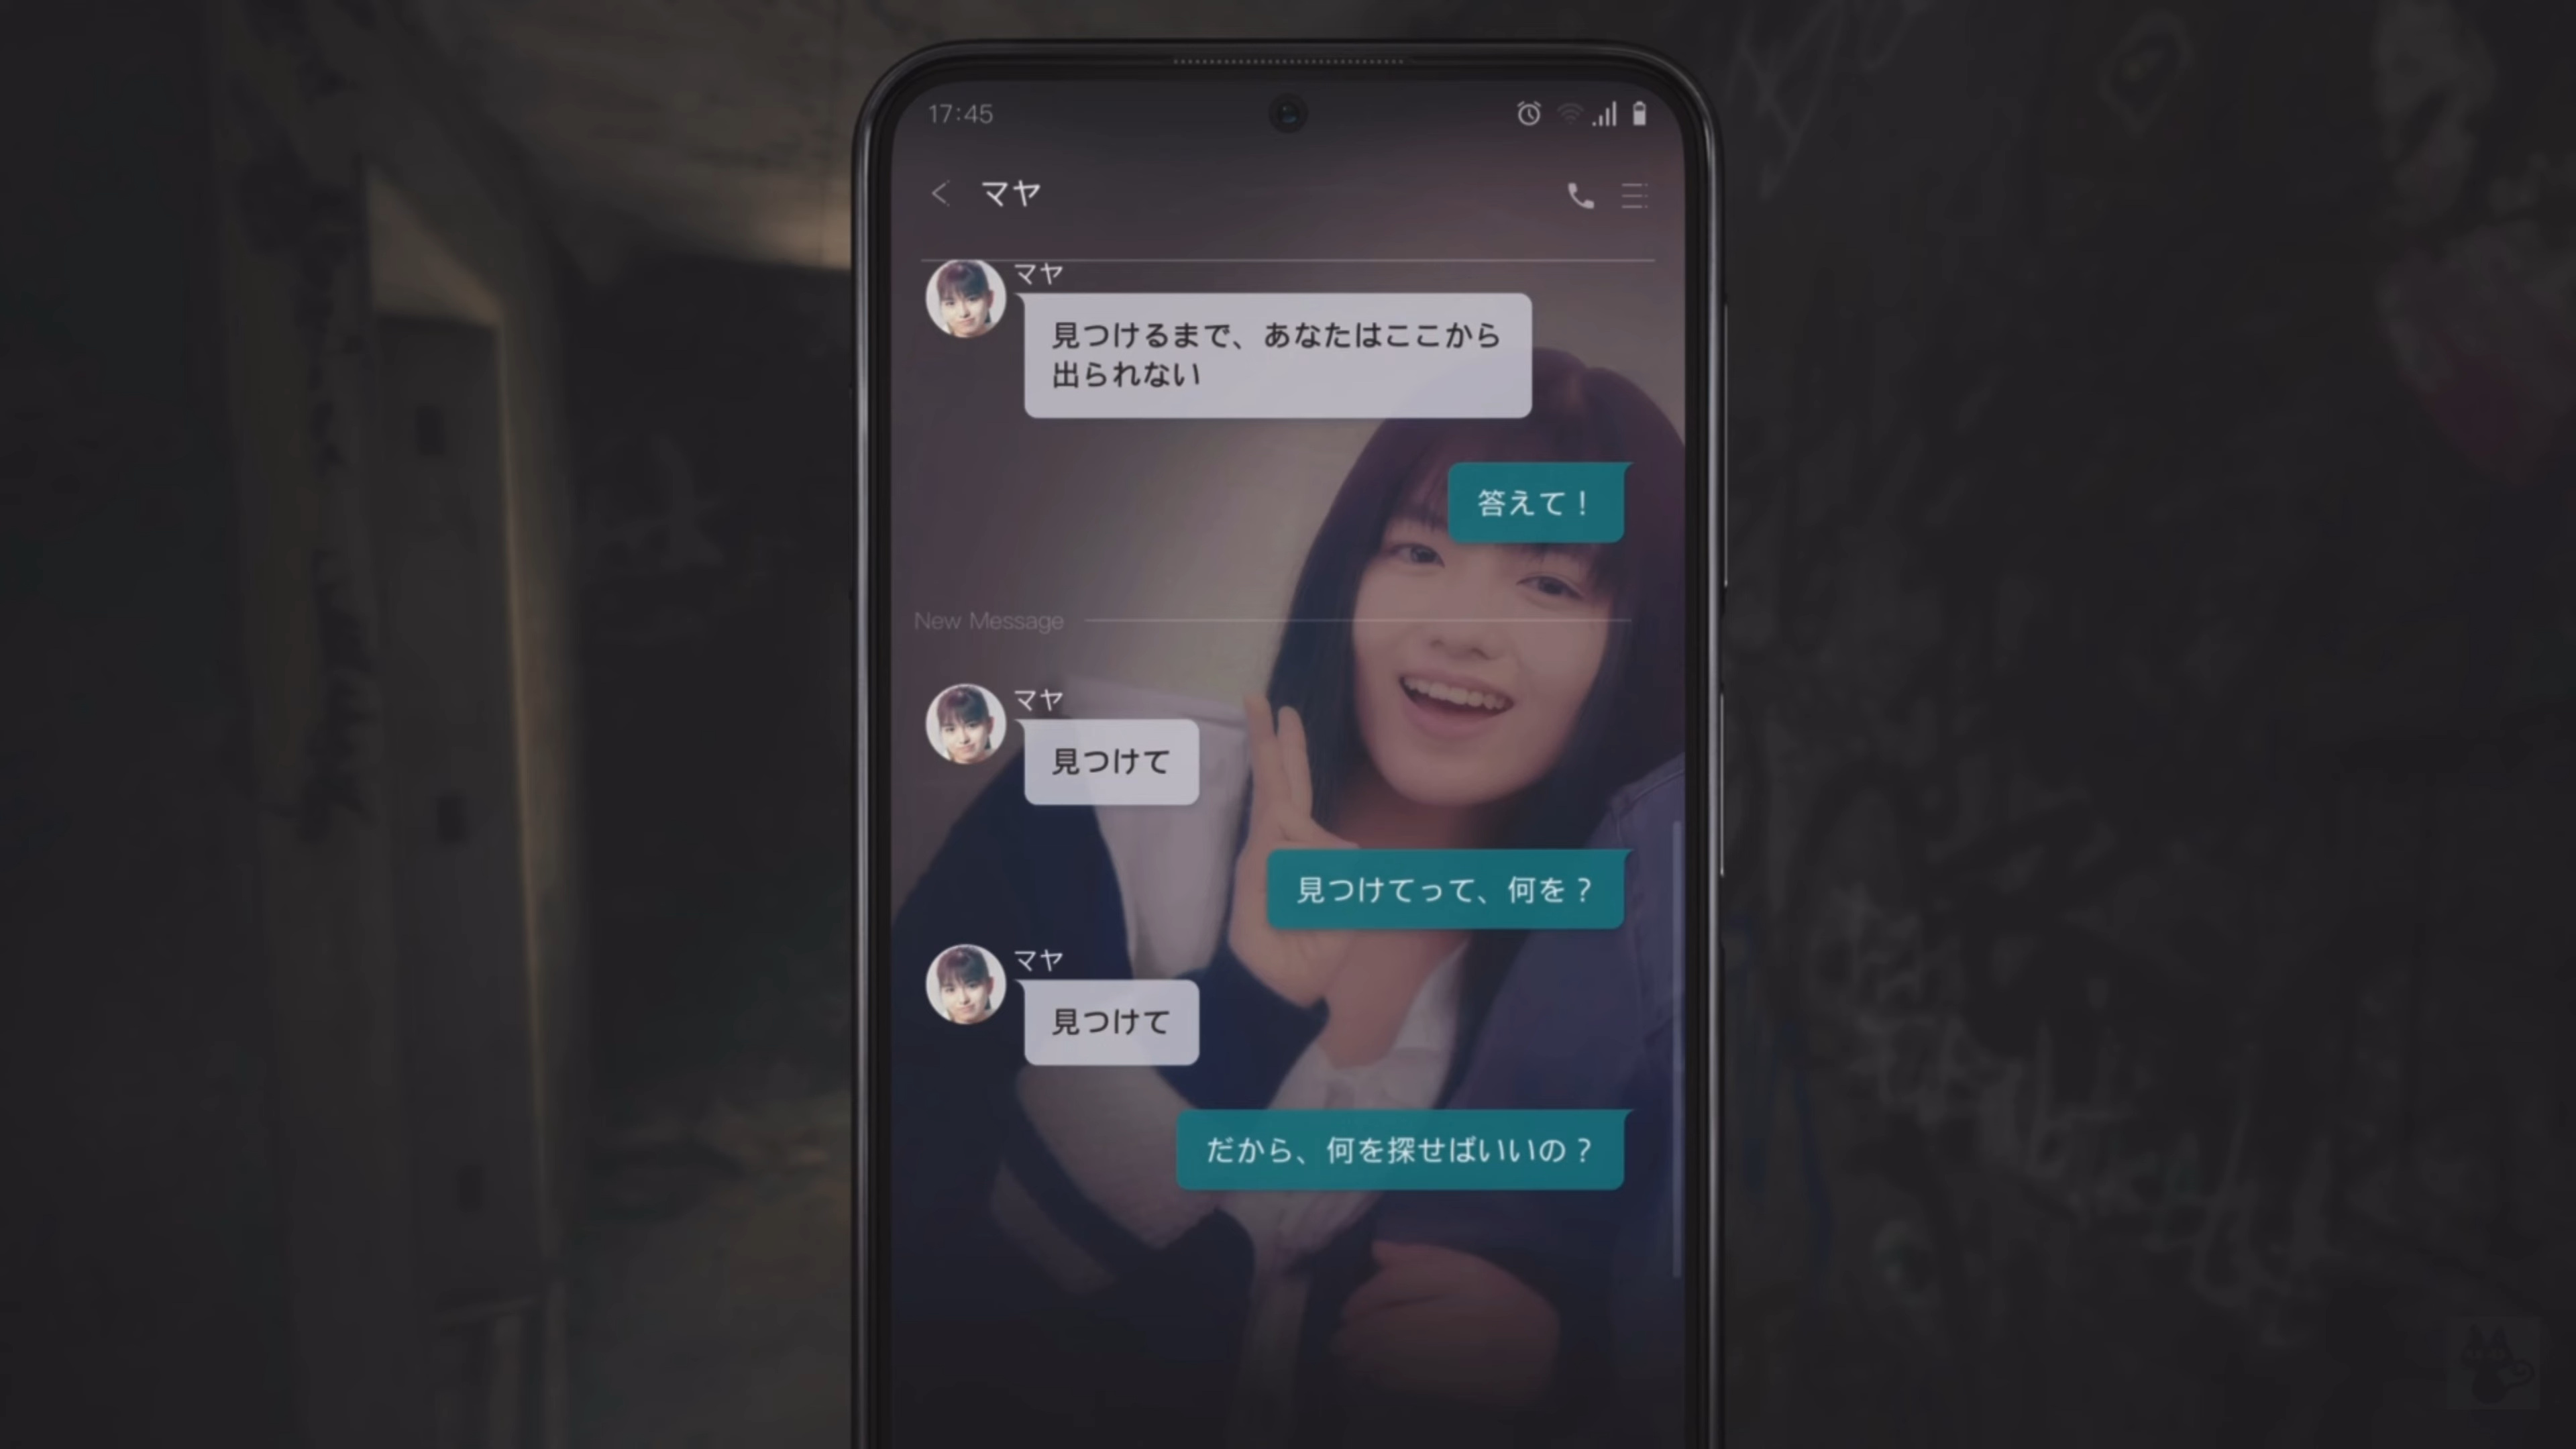 17:45
マヤ
マヤ
見つけるまで、あなたはここから
出られない
答えて！
New Message
マヤ
見つけて
見つけてって、何を？
マヤ
見つけて
だから、何を探せばいいの？